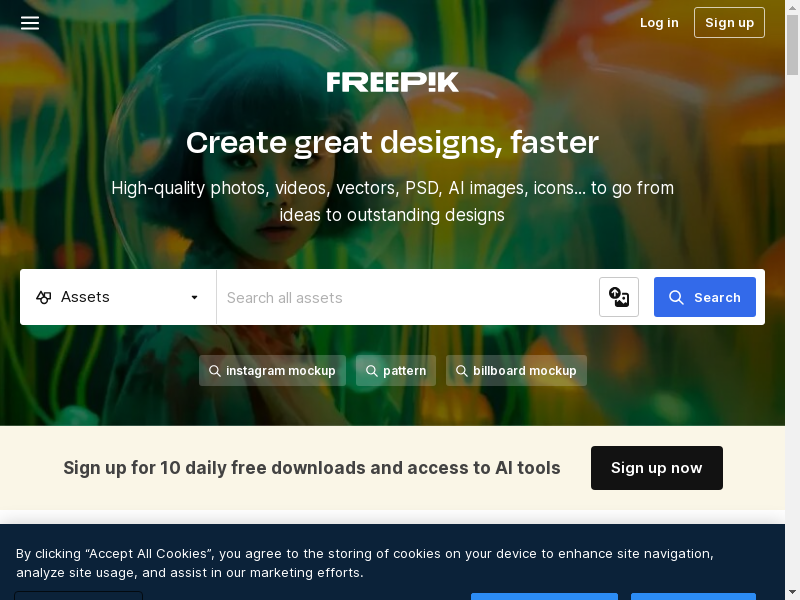 Log in
Sign up
FREEPIK
Create great designs, faster
High-quality photos, videos, vectors, PSD, AI images, icons... to go from
ideas to outstanding designs
Assets
Search all assets
Search
instagram mockup
pattern
billboard mockup
Sign up for 10 daily free downloads and access to AI tools
Sign up now
By clicking “Accept All Cookies”, you agree to the storing of cookies on your device to enhance site navigation,
analyze site usage, and assist in our marketing efforts.